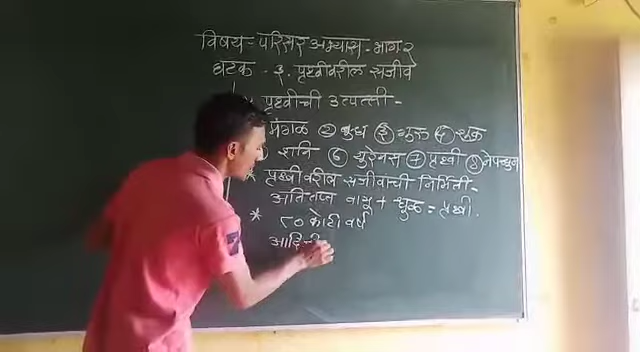 विषय - परिसर अभ्यास - भाग २
घटक - ३. पृथ्वीवरील सजीव
पृथ्वीची उत्पत्ती -
मंगळ ② बुध ③ गुरु ④ शुक्र
शनि ⑥ युरेनस ⑦ पृथ्वी ⑧ नेपच्युन
* पृथ्वीवरील सजीवांची निर्मिती -
अतितप्त वायू + धुळ = पृथ्वी.
* ८० कोटी वर्ष